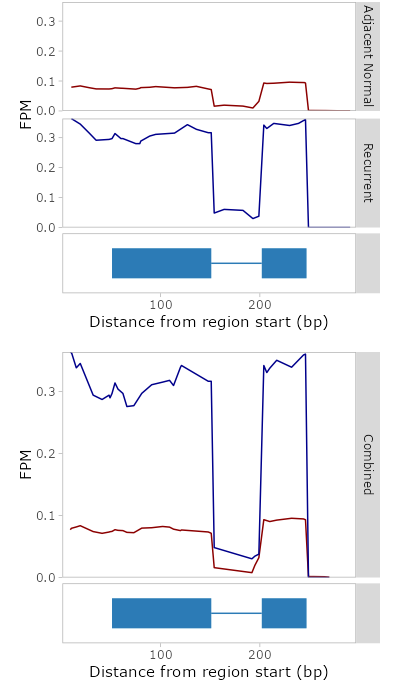 0.3
0.2
0.1
0.0
Adjacent Normal
FPM
0.3
0.2
0.1
0.0
Recurrent
100
200
Distance from region start (bp)
0.3
0.1
0.0
FPM
Combined
100
200
Distance from region start (bp)